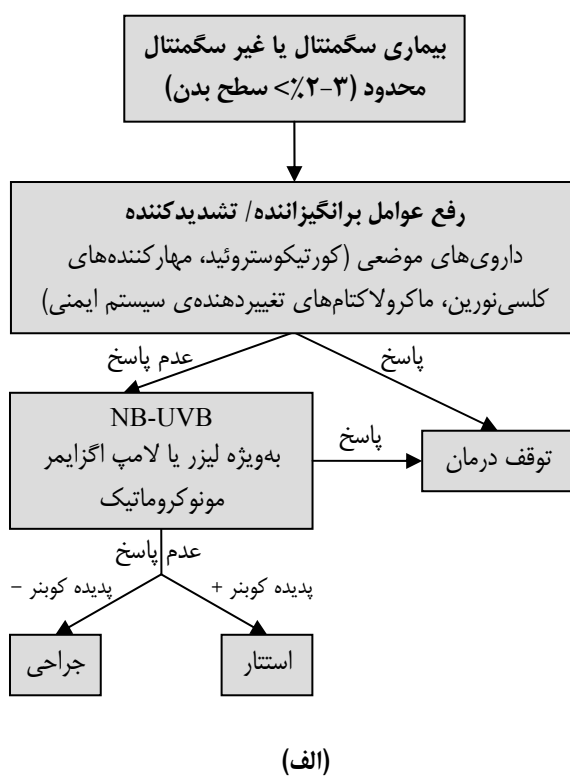 بیماری سگمنتال یا غیر سگمنتال
محدود (۳-۲٪> سطح بدن)
رفع عوامل برانگیزاننده/ تشدیدکننده
داروی‌های موضعی (کورتیکوستروئید، مهارکننده‌های
کلسی‌نورین، ماکرولاکتام‌های تغییردهنده‌ی سیستم ایمنی)
پاسخ
عدم پاسخ
NB-UVB
به‌ویژه لیزر یا لامپ اگزایمر
مونوکروماتیک
پاسخ
توقف درمان
عدم پاسخ
پدیده کوبنر +
پدیده کوبنر −
استتار
جراحی
(الف)